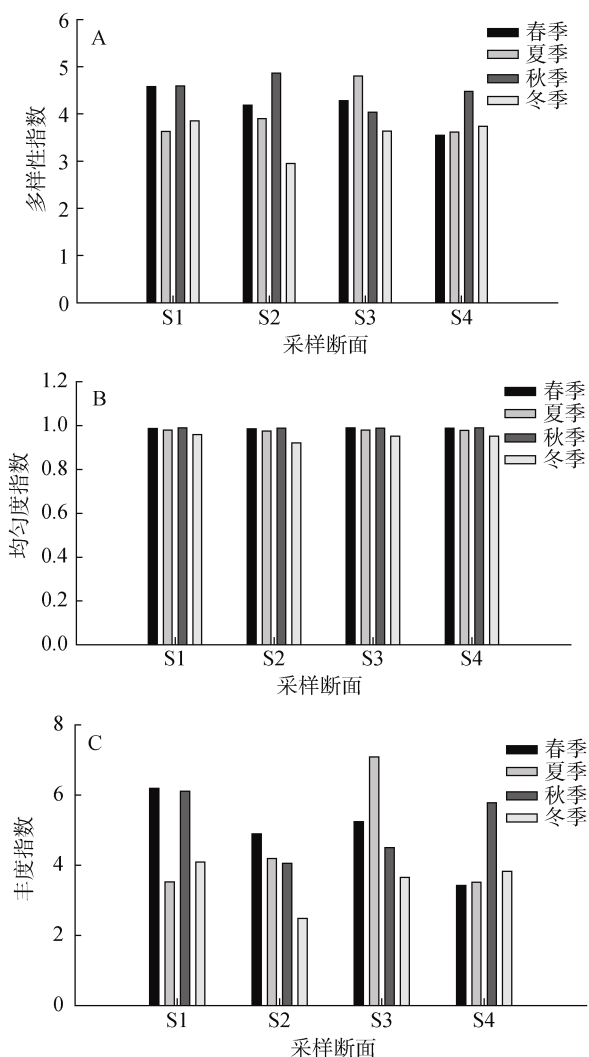 A
春季
夏季
秋季
冬季
多样性指数
6
5
4
3
2
1
0
S1 S2 S3 S4
采样断面
B
春季
夏季
秋季
冬季
均匀度指数
1.2
1.0
0.8
0.6
0.4
0.2
0.0
S1 S2 S3 S4
采样断面
C
春季
夏季
秋季
冬季
丰度指数
8
6
4
2
0
S1 S2 S3 S4
采样断面